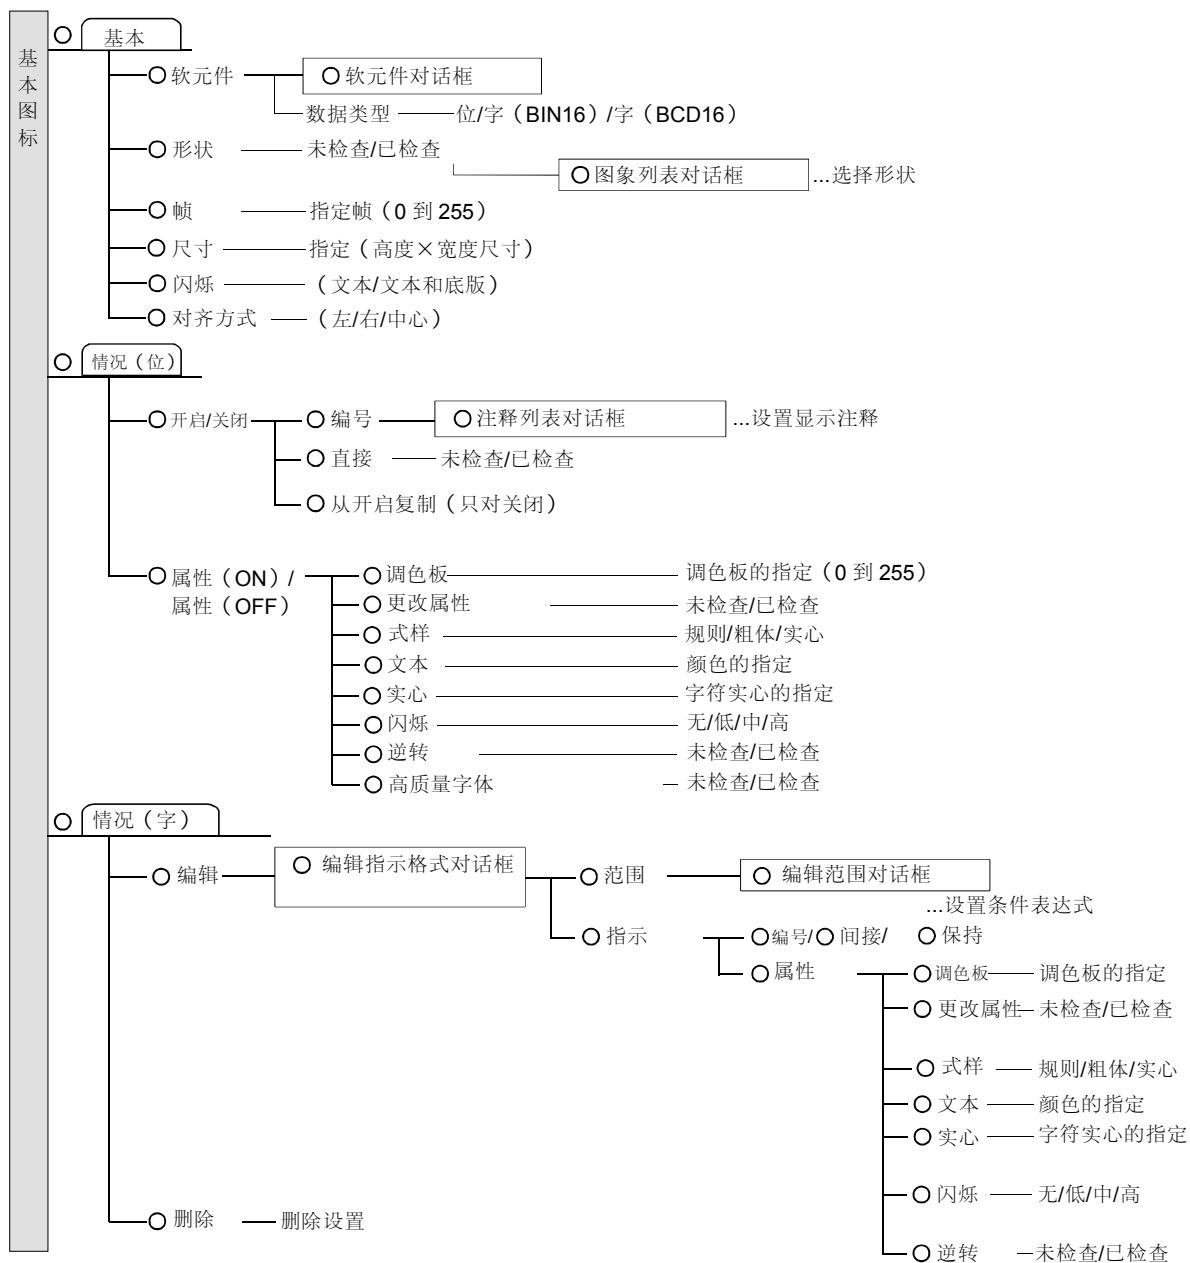 基本图标
基本
软元件 软元件对话框
数据类型 位/字（BIN16）/字（BCD16）
形状 未检查/已检查
图象列表对话框 ...选择形状
帧 指定帧（0 到 255）
尺寸 指定（高度×宽度尺寸）
闪烁 （文本/文本和底版）
对齐方式 （左/右/中心）
情况（位）
开启/关闭 编号 注释列表对话框 ...设置显示注释
直接 未检查/已检查
从开启复制（只对关闭）
属性（ON）/ 调色板 调色板的指定（0 到 255）
属性（OFF） 更改属性 未检查/已检查
式样 规则/粗体/实心
文本 颜色的指定
实心 字符实心的指定
闪烁 无/低/中/高
逆转 未检查/已检查
高质量字体 未检查/已检查
情况（字）
编辑 编辑指示格式对话框 范围 编辑范围对话框
...设置条件表达式
指示 编号/ 间接/ 保持
属性 调色板 调色板的指定
更改属性 未检查/已检查
式样 规则/粗体/实心
文本 颜色的指定
实心 字符实心的指定
闪烁 无/低/中/高
删除 删除设置
逆转 未检查/已检查